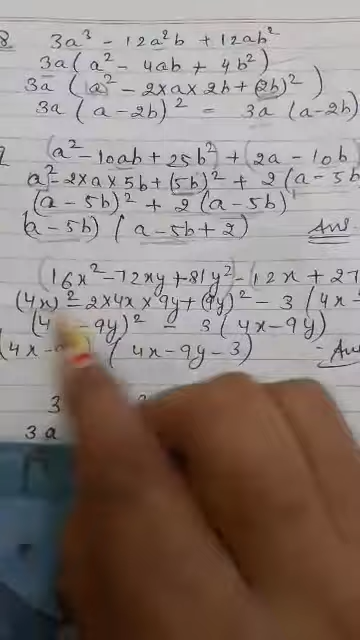 8 3a³ - 12a²b + 12ab²
3a (a² - 4ab + 4b²)
3a (a² - 2×a×2b + (2b)²)
3a (a - 2b)² = 3a (a-2b)
(a² - 10ab + 25b²) + (2a - 10b
a² - 2×a×5b + (5b)² + 2(a - 5b
(a - 5b)² + 2(a - 5b)
(a - 5b) (a - 5b + 2) Ans
(16x² - 72xy + 81y² - 12x + 27
(4x)² - 2×4x×9y + (9y)² - 3(4x -
(4 - 9y)² - 3(4x - 9y)
(4x - (4x - 9y - 3) - An
3
3a